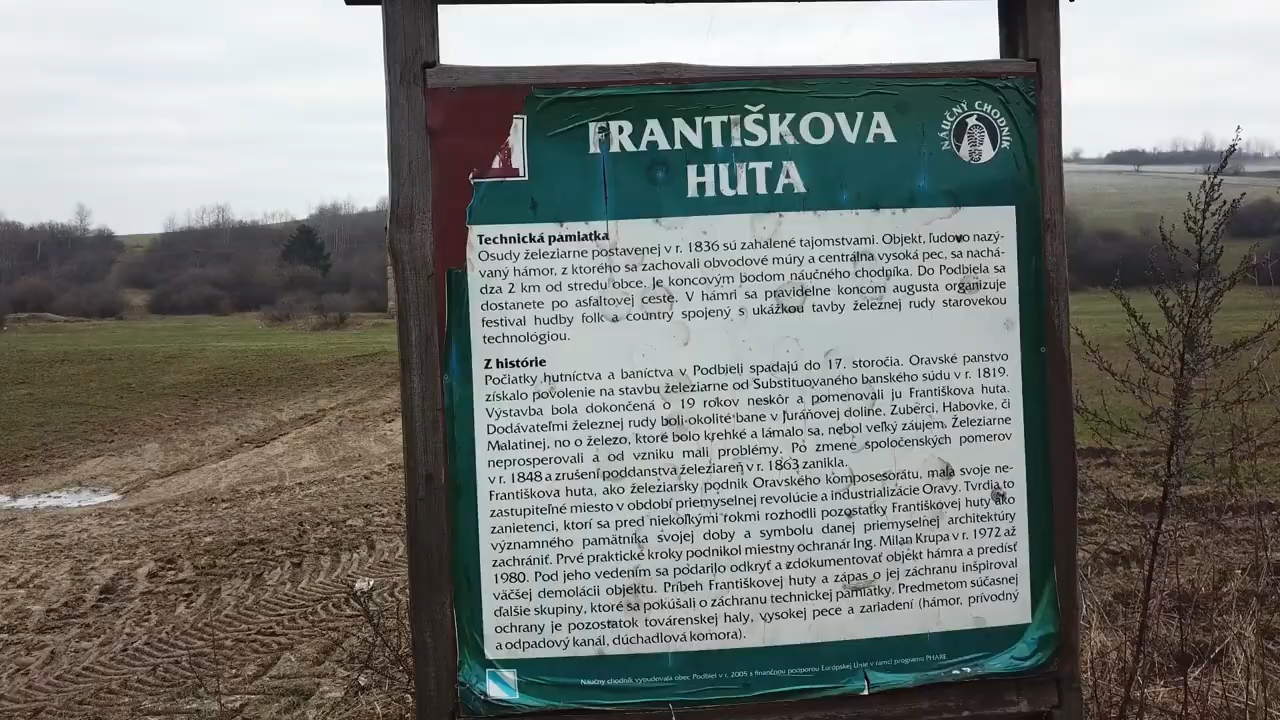 FRANTIŠKOVA
HUTA
NÁUČNÝ CHODNÍK
Technická pamiatka
Osudy železiarne postavenej v r. 1836 sú zahalené tajomstvami. Objekt, ľudovo nazý-
vaný hámor, z ktorého sa zachovali obvodové múry a centrálna vysoká pec, sa nachá-
dza 2 km od stredu obce. Je koncovým bodom náučného chodníka. Do Podbiela sa
dostanete po asfaltovej ceste. V hámri sa pravidelne koncom augusta organizuje
festival hudby folk a country spojený s ukážkou tavby železnej rudy starovekou
technológiou.
Z histórie
Počiatky hutníctva a baníctva v Podbieli spadajú do 17. storočia. Oravské panstvo
získalo povolenie na stavbu železiarne od Substituovaného banského súdu v r. 1819.
Výstavba bola dokončená o 19 rokov neskôr a pomenovali ju Františkova huta.
Dodávateľmi železnej rudy boli okolité bane v Juráňovej doline, Zuberci, Habovke, či
Malatinej, no o železo, ktoré bolo krehké a lámalo sa, nebol veľký záujem. Železiarne
neprosperovali a od vzniku mali problémy. Po zmene spoločenských pomerov
v r. 1848 a zrušení poddanstva železiareň v r. 1863 zanikla.
Františkova huta, ako železiarsky podnik Oravského komposesorátu, mala svoje ne-
zastupiteľné miesto v období priemyselnej revolúcie a industrializácie Oravy. Tvrdia to
zanietenci, ktorí sa pred niekoľkými rokmi rozhodli pozostatky Františkovej huty ako
významného pamätníka svojej doby a symbolu danej priemyselnej architektúry
zachrániť. Prvé praktické kroky podnikol miestny ochranár Ing. Milan Krupa v r. 1972 až
1980. Pod jeho vedením sa podarilo odkryť a zdokumentovať objekt hámra a predísť
väčšej demolácii objektu. Príbeh Františkovej huty a zápas o jej záchranu inšpiroval
ďalšie skupiny, ktoré sa pokúšali o záchranu technickej pamiatky. Predmetom súčasnej
ochrany je pozostatok továrenskej haly, vysokej pece a zariadení (hámor, prívodný
a odpadový kanál, dúchadlová komora).
Náučný chodník vybudovala obec Podbiel v r. 2005 s finančnou podporou Európskej Únie v rámci programu PHARE.